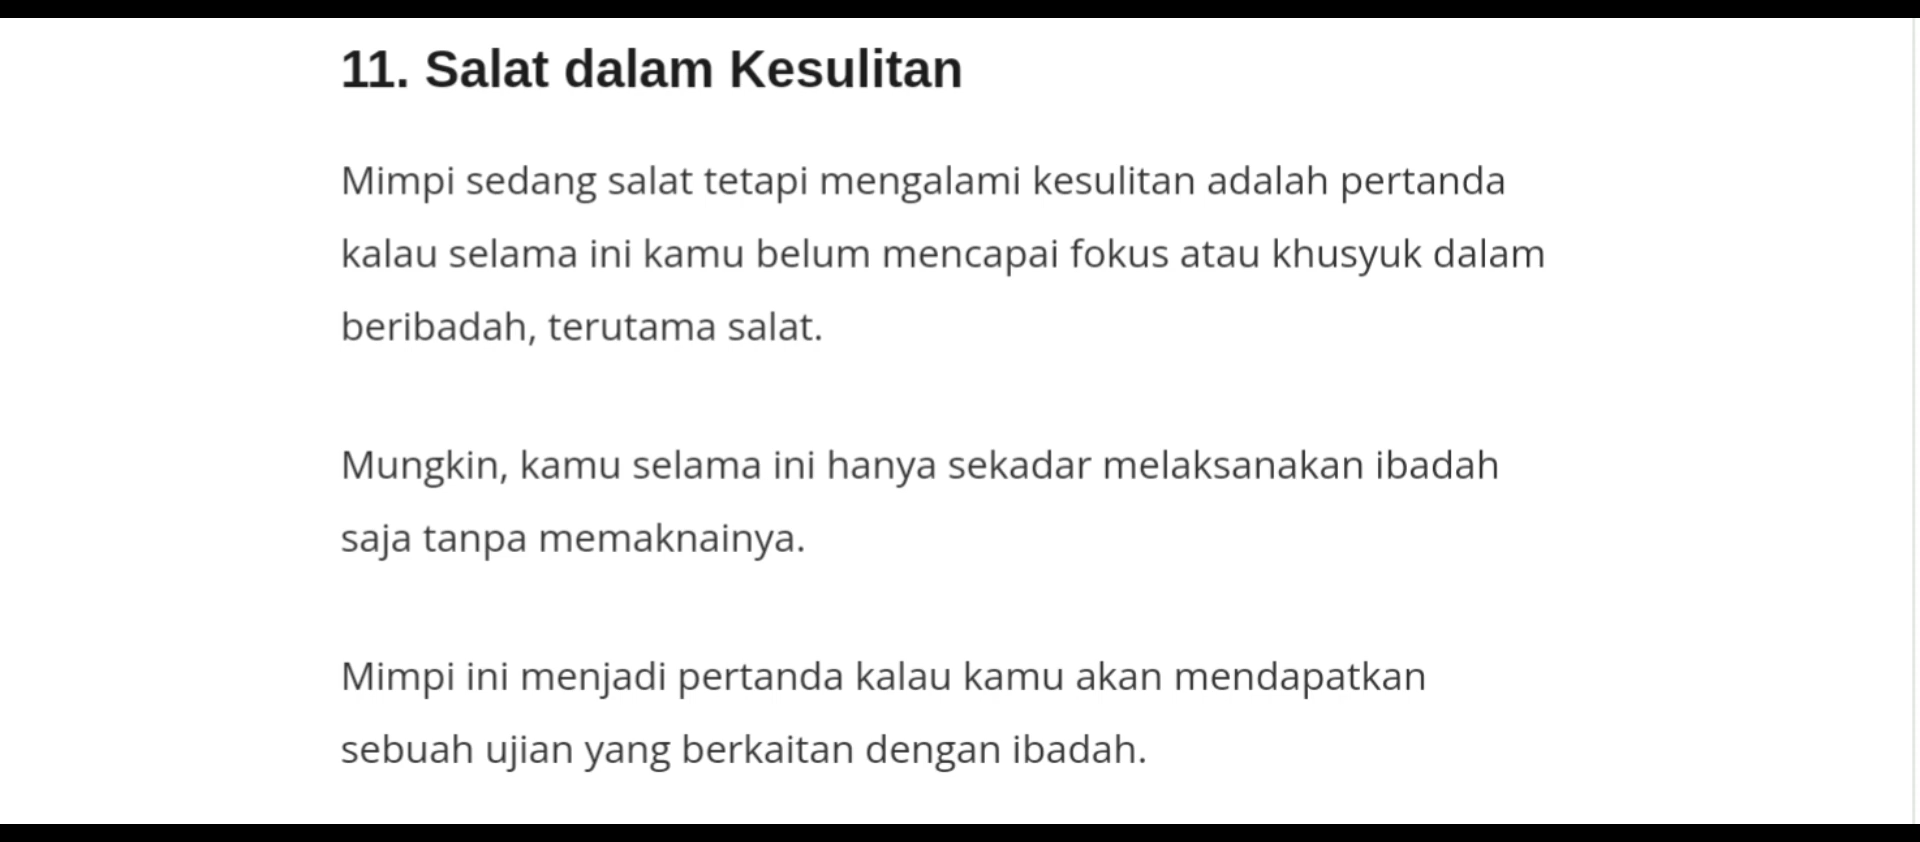 11. Salat dalam Kesulitan
Mimpi sedang salat tetapi mengalami kesulitan adalah pertanda
kalau selama ini kamu belum mencapai fokus atau khusyuk dalam
beribadah, terutama salat.
Mungkin, kamu selama ini hanya sekadar melaksanakan ibadah
saja tanpa memaknainya.
Mimpi ini menjadi pertanda kalau kamu akan mendapatkan
sebuah ujian yang berkaitan dengan ibadah.